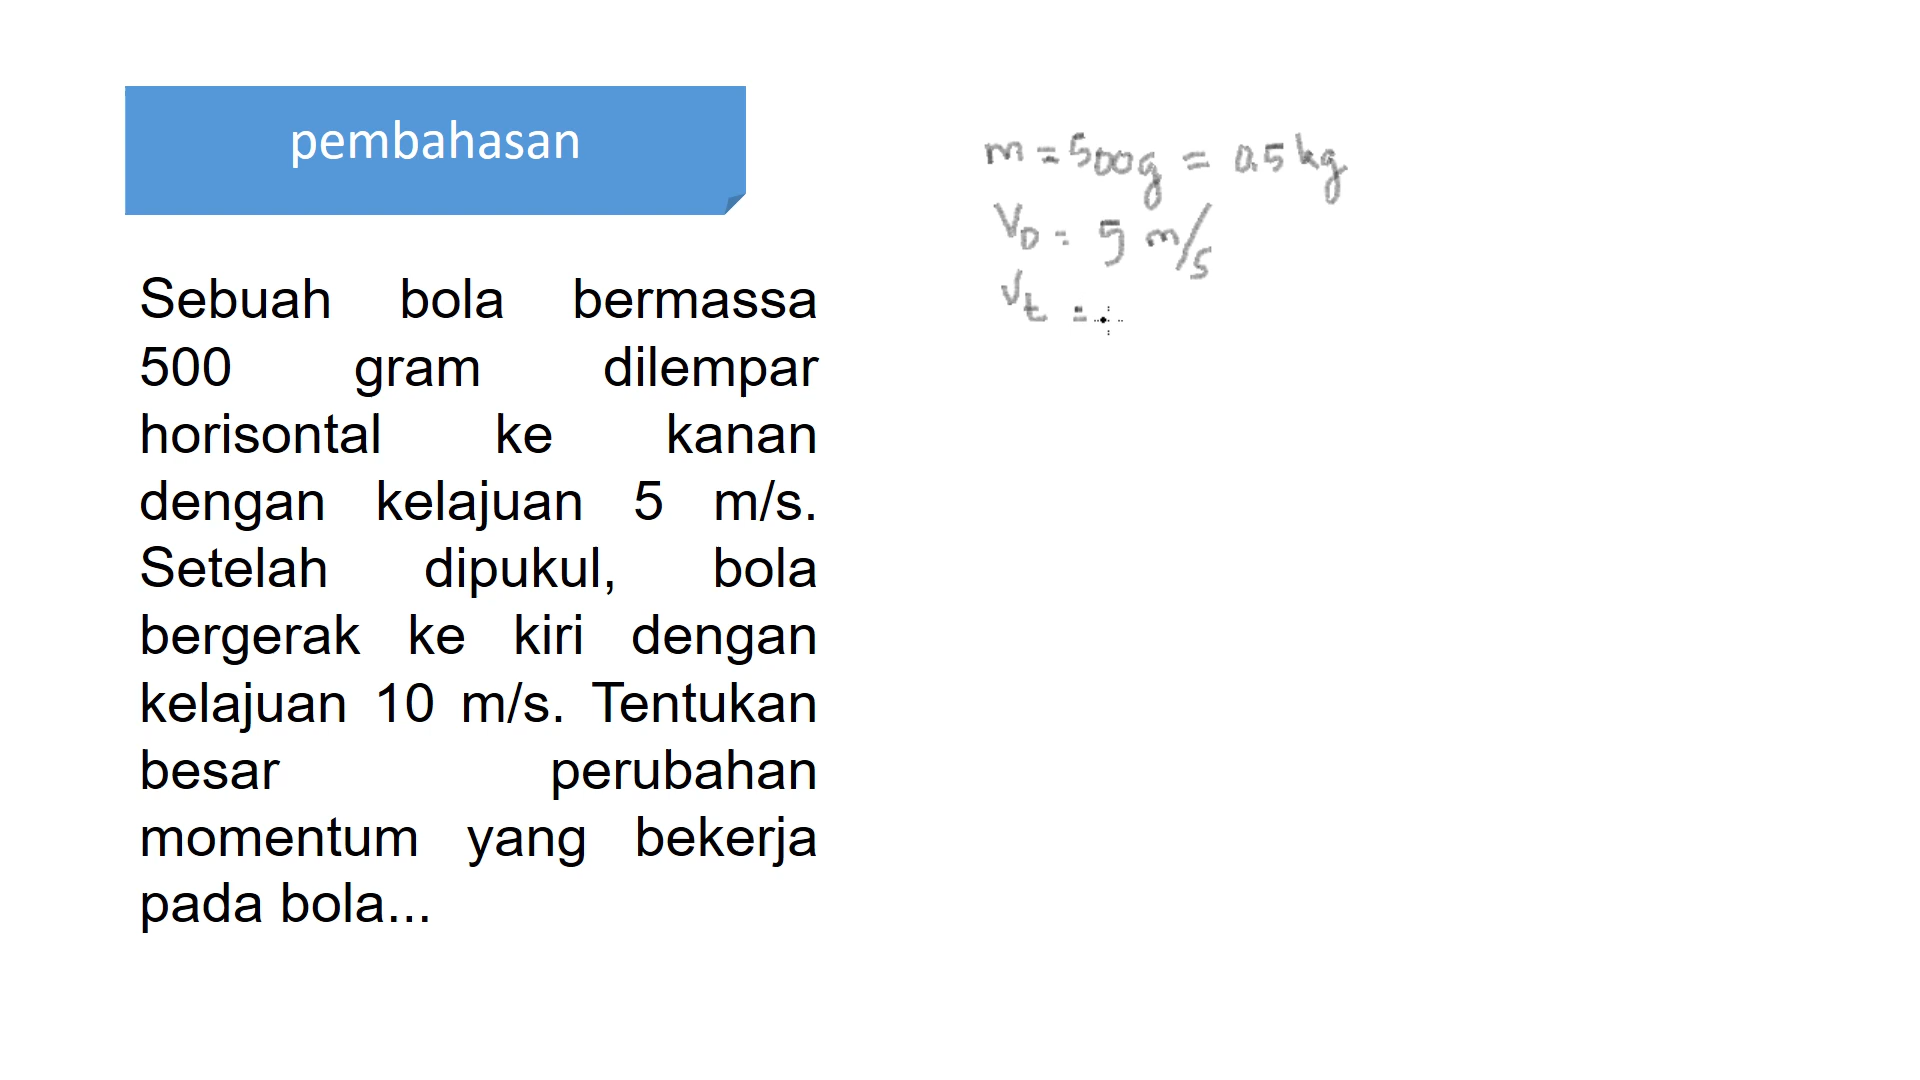 pembahasan
Sebuah bola bermassa
500 gram dilempar
horisontal ke kanan
dengan kelajuan 5 m/s.
Setelah dipukul, bola
bergerak ke kiri dengan
kelajuan 10 m/s. Tentukan
besar perubahan
momentum yang bekerja
pada bola...
m = 500g = 0.5 kg
V₀ = 5 m/s
Vt =